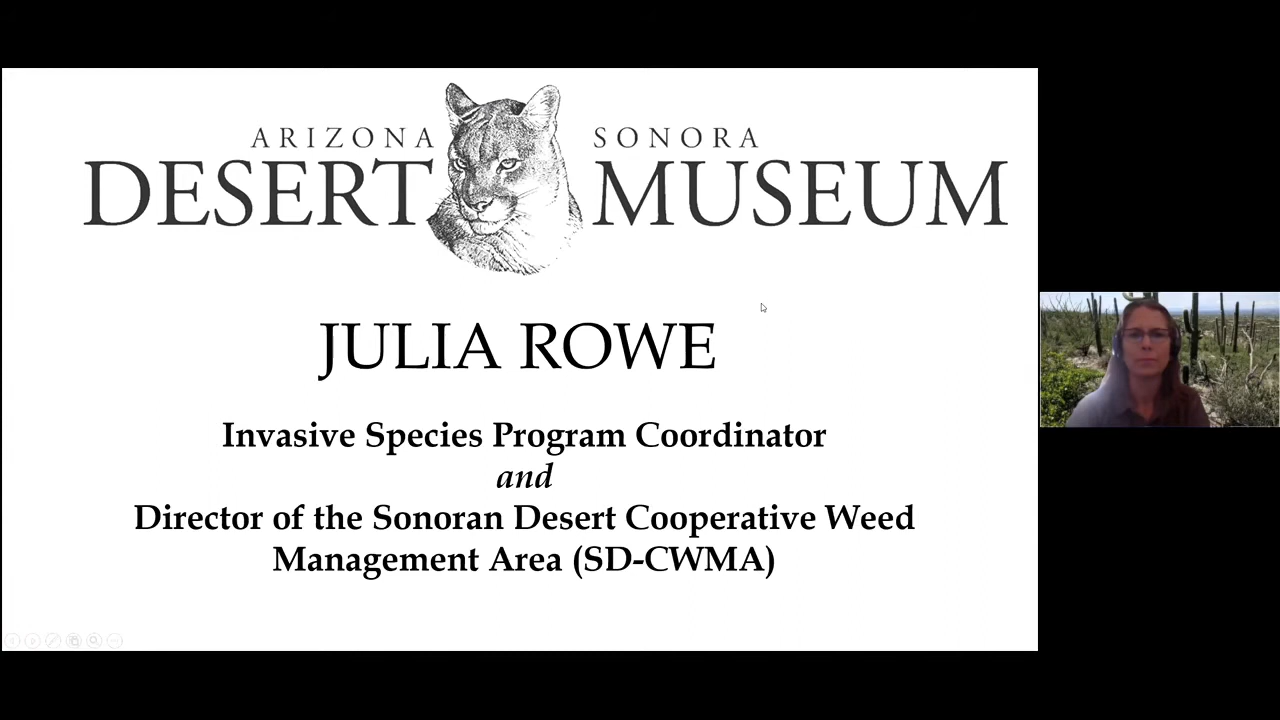 ARIZONA SONORA
DESERT MUSEUM
JULIA ROWE
Invasive Species Program Coordinator
and
Director of the Sonoran Desert Cooperative Weed
Management Area (SD-CWMA)